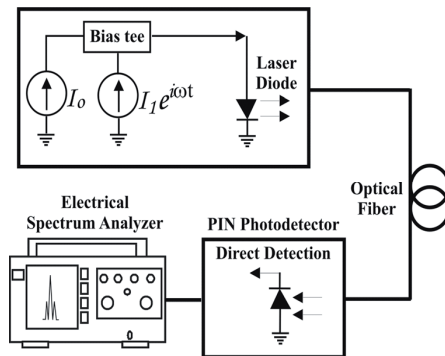 Bias tee
Laser
Diode
I₀
I₁eⁱωᵗ
Optical
Fiber
Electrical
Spectrum Analyzer
PIN Photodetector
Direct Detection